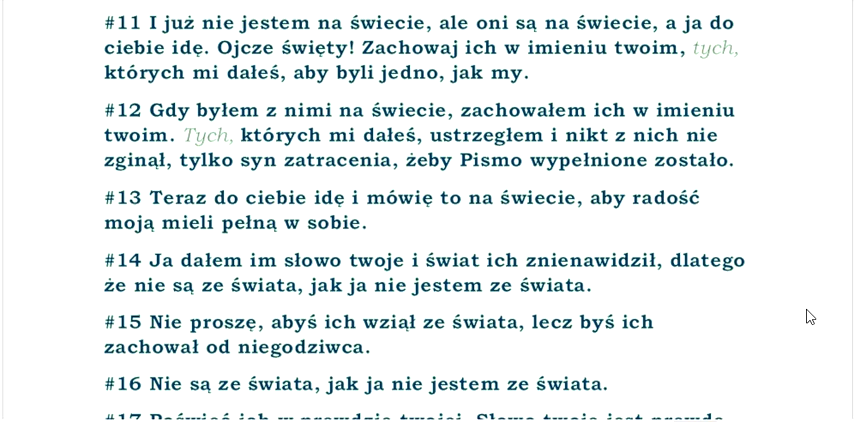 #11 I już nie jestem na świecie, ale oni są na świecie, a ja do
ciebie idę. Ojcze święty! Zachowaj ich w imieniu twoim, tych,
których mi dałeś, aby byli jedno, jak my.
#12 Gdy byłem z nimi na świecie, zachowałem ich w imieniu
twoim. Tych, których mi dałeś, ustrzegłem i nikt z nich nie
zginął, tylko syn zatracenia, żeby Pismo wypełnione zostało.
#13 Teraz do ciebie idę i mówię to na świecie, aby radość
moją mieli pełną w sobie.
#14 Ja dałem im słowo twoje i świat ich znienawidził, dlatego
że nie są ze świata, jak ja nie jestem ze świata.
#15 Nie proszę, abyś ich wziął ze świata, lecz byś ich
zachował od niegodziwca.
#16 Nie są ze świata, jak ja nie jestem ze świata.